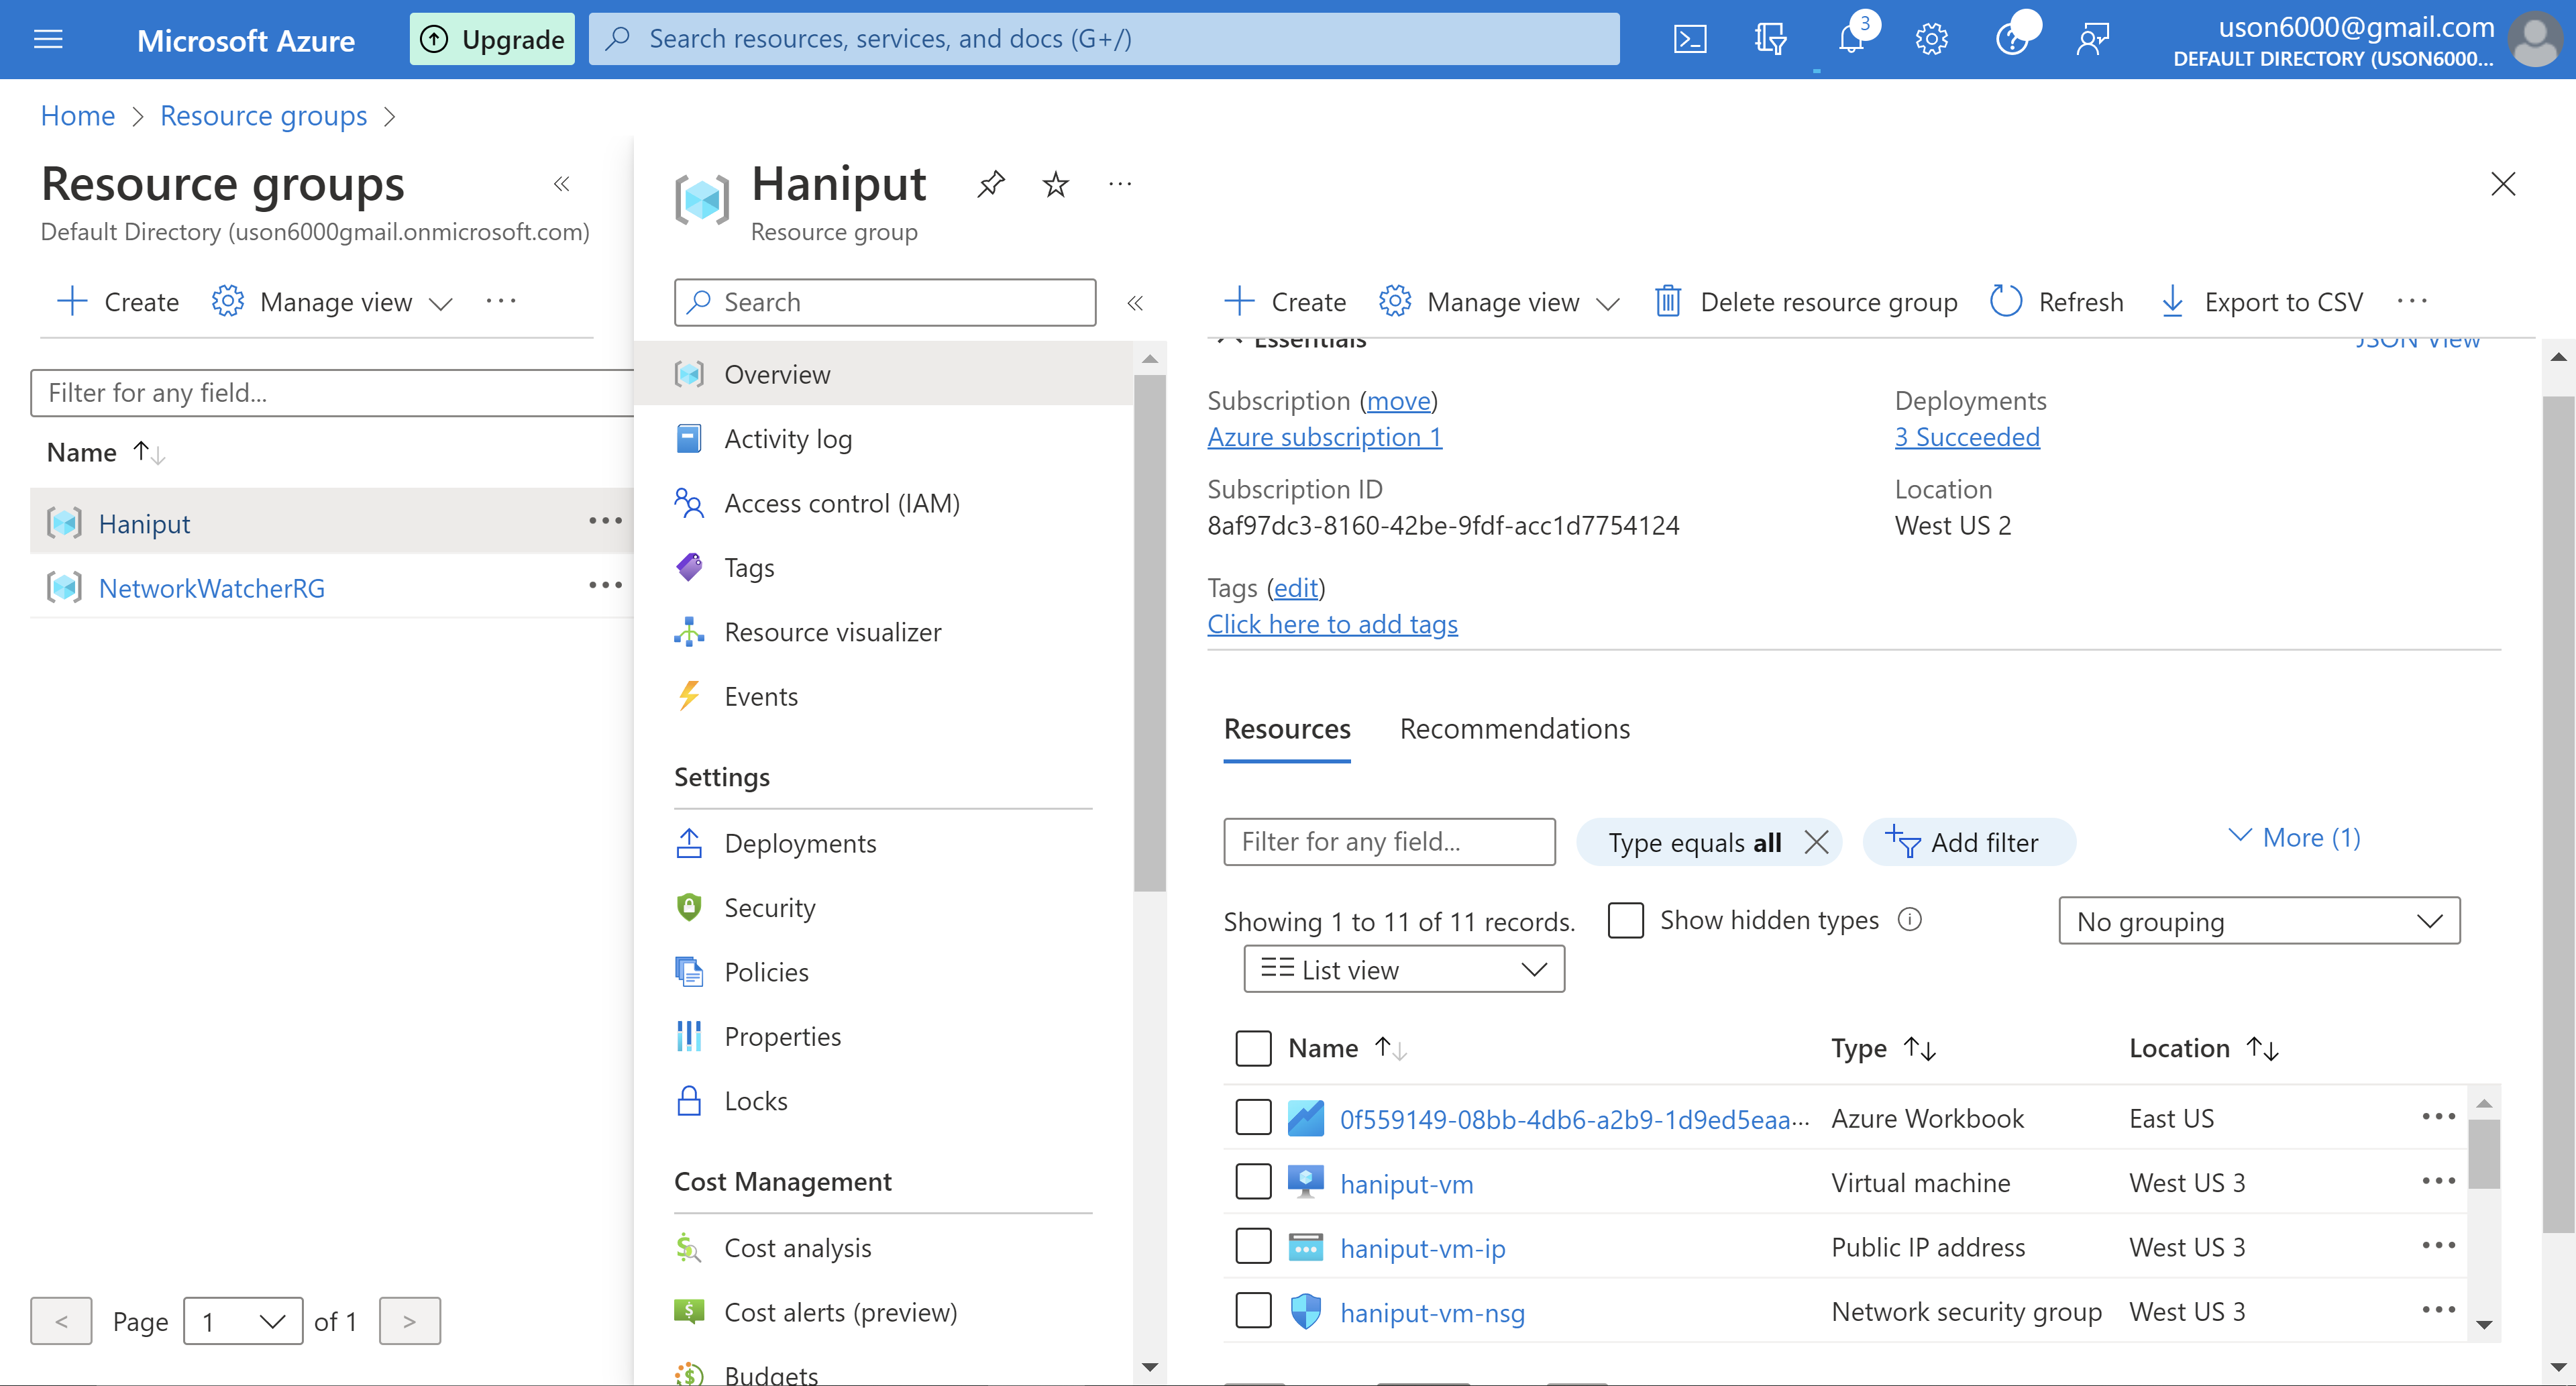 Microsoft Azure
Upgrade
Search resources, services, and docs (G+/)
3
uson6000@gmail.com
DEFAULT DIRECTORY (USON6000...
Home > Resource groups >
Resource groups
Default Directory (uson6000gmail.onmicrosoft.com)
Create
Manage view
Filter for any field...
Name
Haniput
NetworkWatcherRG
< Page 1 of 1 >
Haniput
Resource group
Search
Overview
Activity log
Access control (IAM)
Tags
Resource visualizer
Events
Settings
Deployments
Security
Policies
Properties
Locks
Cost Management
Cost analysis
Cost alerts (preview)
Budgets
Create Manage view Delete resource group Refresh Export to CSV
Essentials JSON View
Subscription (move)
Azure subscription 1
Subscription ID
8af97dc3-8160-42be-9fdf-acc1d7754124
Deployments
3 Succeeded
Location
West US 2
Tags (edit)
Click here to add tags
Resources Recommendations
Filter for any field... Type equals all Add filter More (1)
Showing 1 to 11 of 11 records. Show hidden types No grouping
List view
Name Type Location
0f559149-08bb-4db6-a2b9-1d9ed5eaa... Azure Workbook East US
haniput-vm Virtual machine West US 3
haniput-vm-ip Public IP address West US 3
haniput-vm-nsg Network security group West US 3